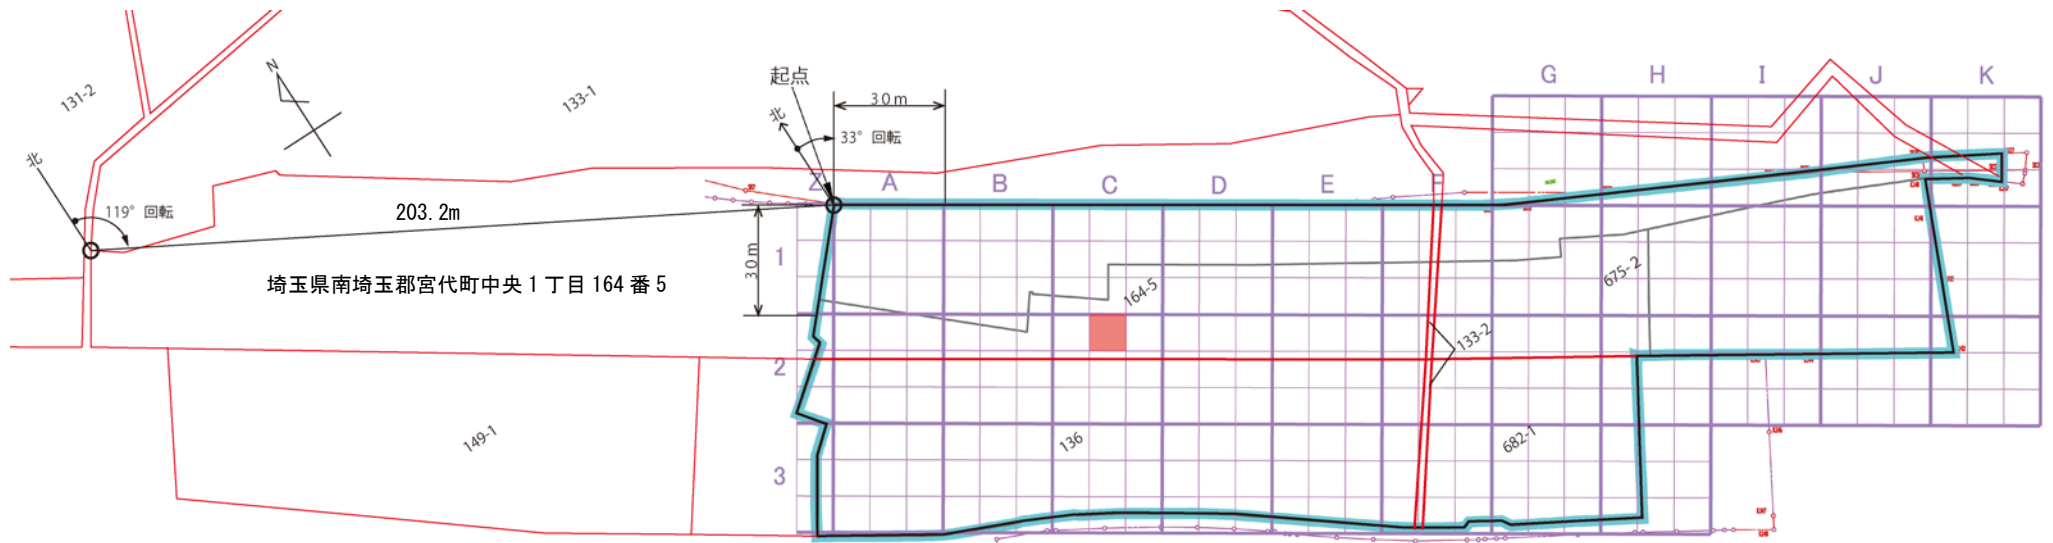 131-2
133-1
N
起点
30m
北
33° 回転
G H I J K
北
119° 回転
203.2m
Z A B C D E F
30m
1
埼玉県南埼玉郡宮代町中央1丁目164番5
164-5
675-2
133-2
2
149-1
136
682-1
3